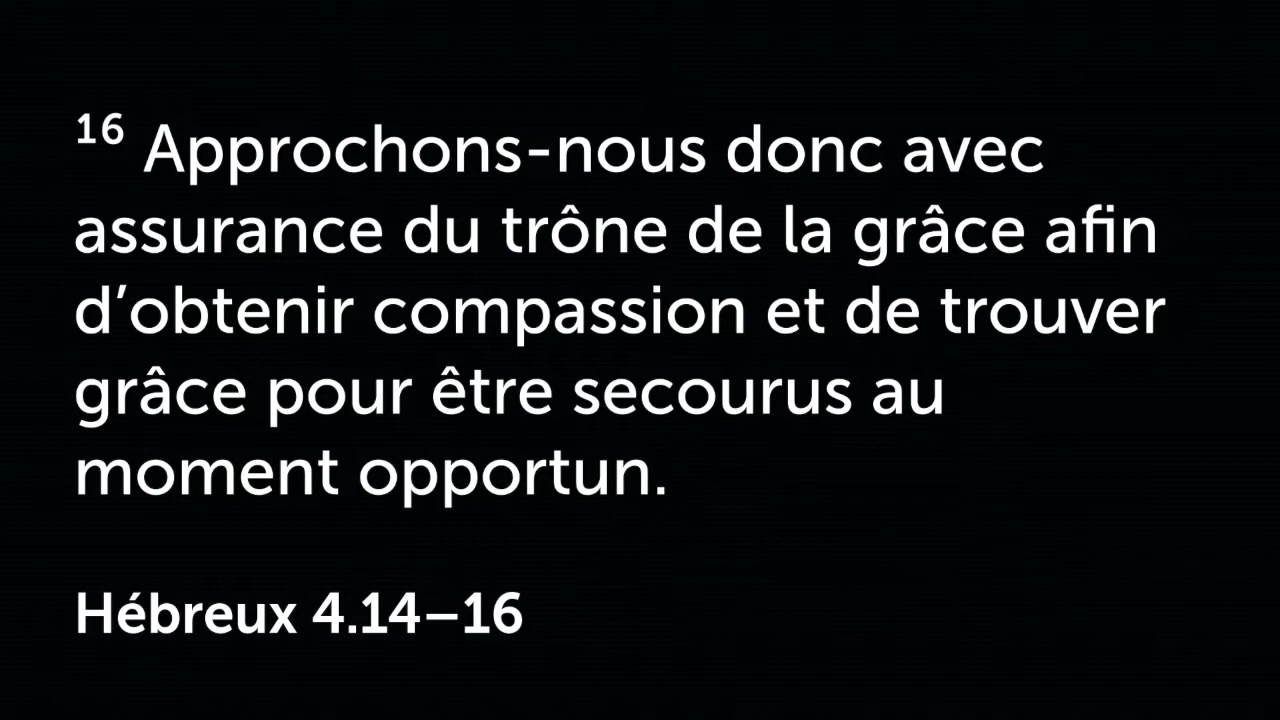 16 Approchons-nous donc avec
assurance du trône de la grâce afin
d’obtenir compassion et de trouver
grâce pour être secourus au
moment opportun.
Hébreux 4.14–16